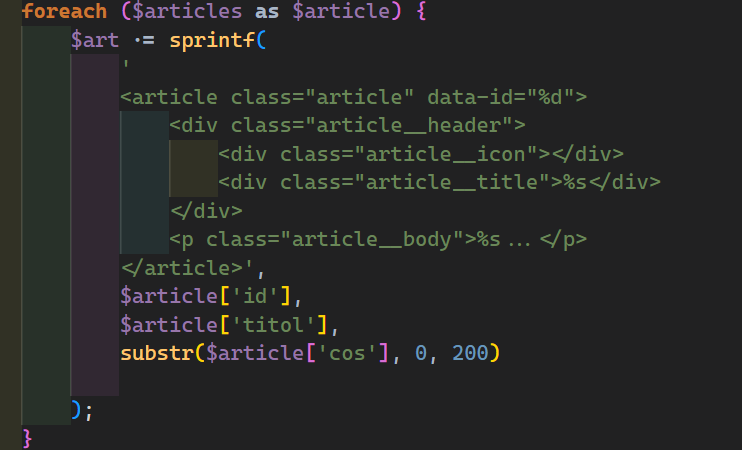 foreach ($articles as $article) {
$art .= sprintf(
'
<article class="article" data-id="%d">
<div class="article__header">
<div class="article__icon"></div>
<div class="article__title">%s</div>
</div>
<p class="article__body">%s...</p>
</article>',
$article['id'],
$article['titol'],
substr($article['cos'], 0, 200)
);
}